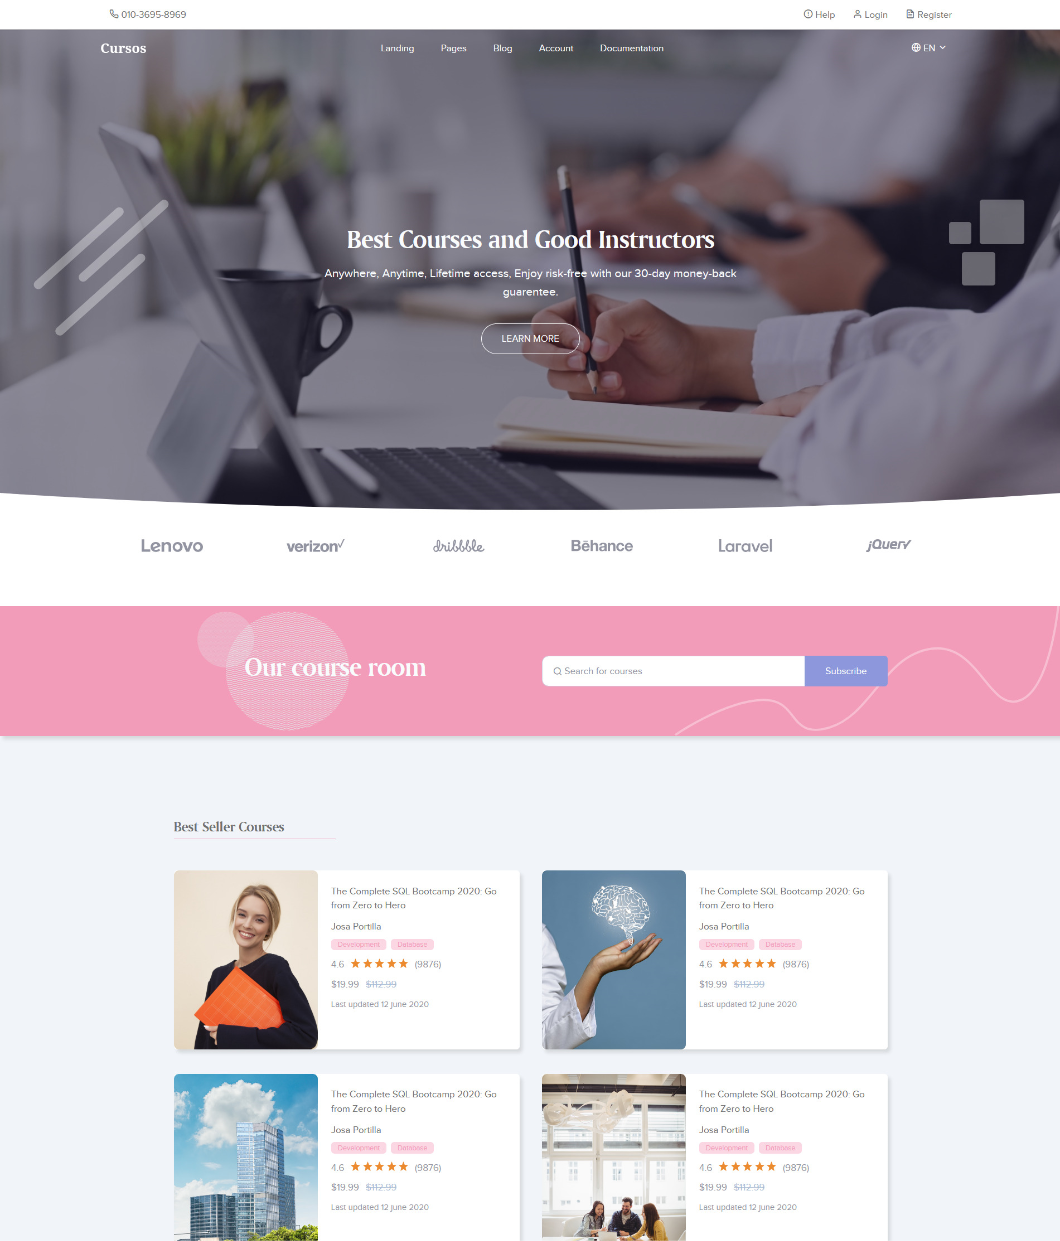 010-3695-8969
Help Login Register
Cursos Landing Pages Blog Account Documentation EN
Best Courses and Good Instructors
Anywhere, Anytime, Lifetime access, Enjoy risk-free with our 30-day money-back
guarentee.
LEARN MORE
Lenovo verizon dribbble Bēhance Laravel jQuery
Our course room
Search for courses Subscribe
Best Seller Courses
The Complete SQL Bootcamp 2020: Go
from Zero to Hero
Josa Portilla
Development Database
4.6 (9876)
$19.99 $112.99
Last updated 12 june 2020
The Complete SQL Bootcamp 2020: Go
from Zero to Hero
Josa Portilla
Development Database
4.6 (9876)
$19.99 $112.99
Last updated 12 june 2020
The Complete SQL Bootcamp 2020: Go
from Zero to Hero
Josa Portilla
Development Database
4.6 (9876)
$19.99 $112.99
Last updated 12 june 2020
The Complete SQL Bootcamp 2020: Go
from Zero to Hero
Josa Portilla
Development Database
4.6 (9876)
$19.99 $112.99
Last updated 12 june 2020